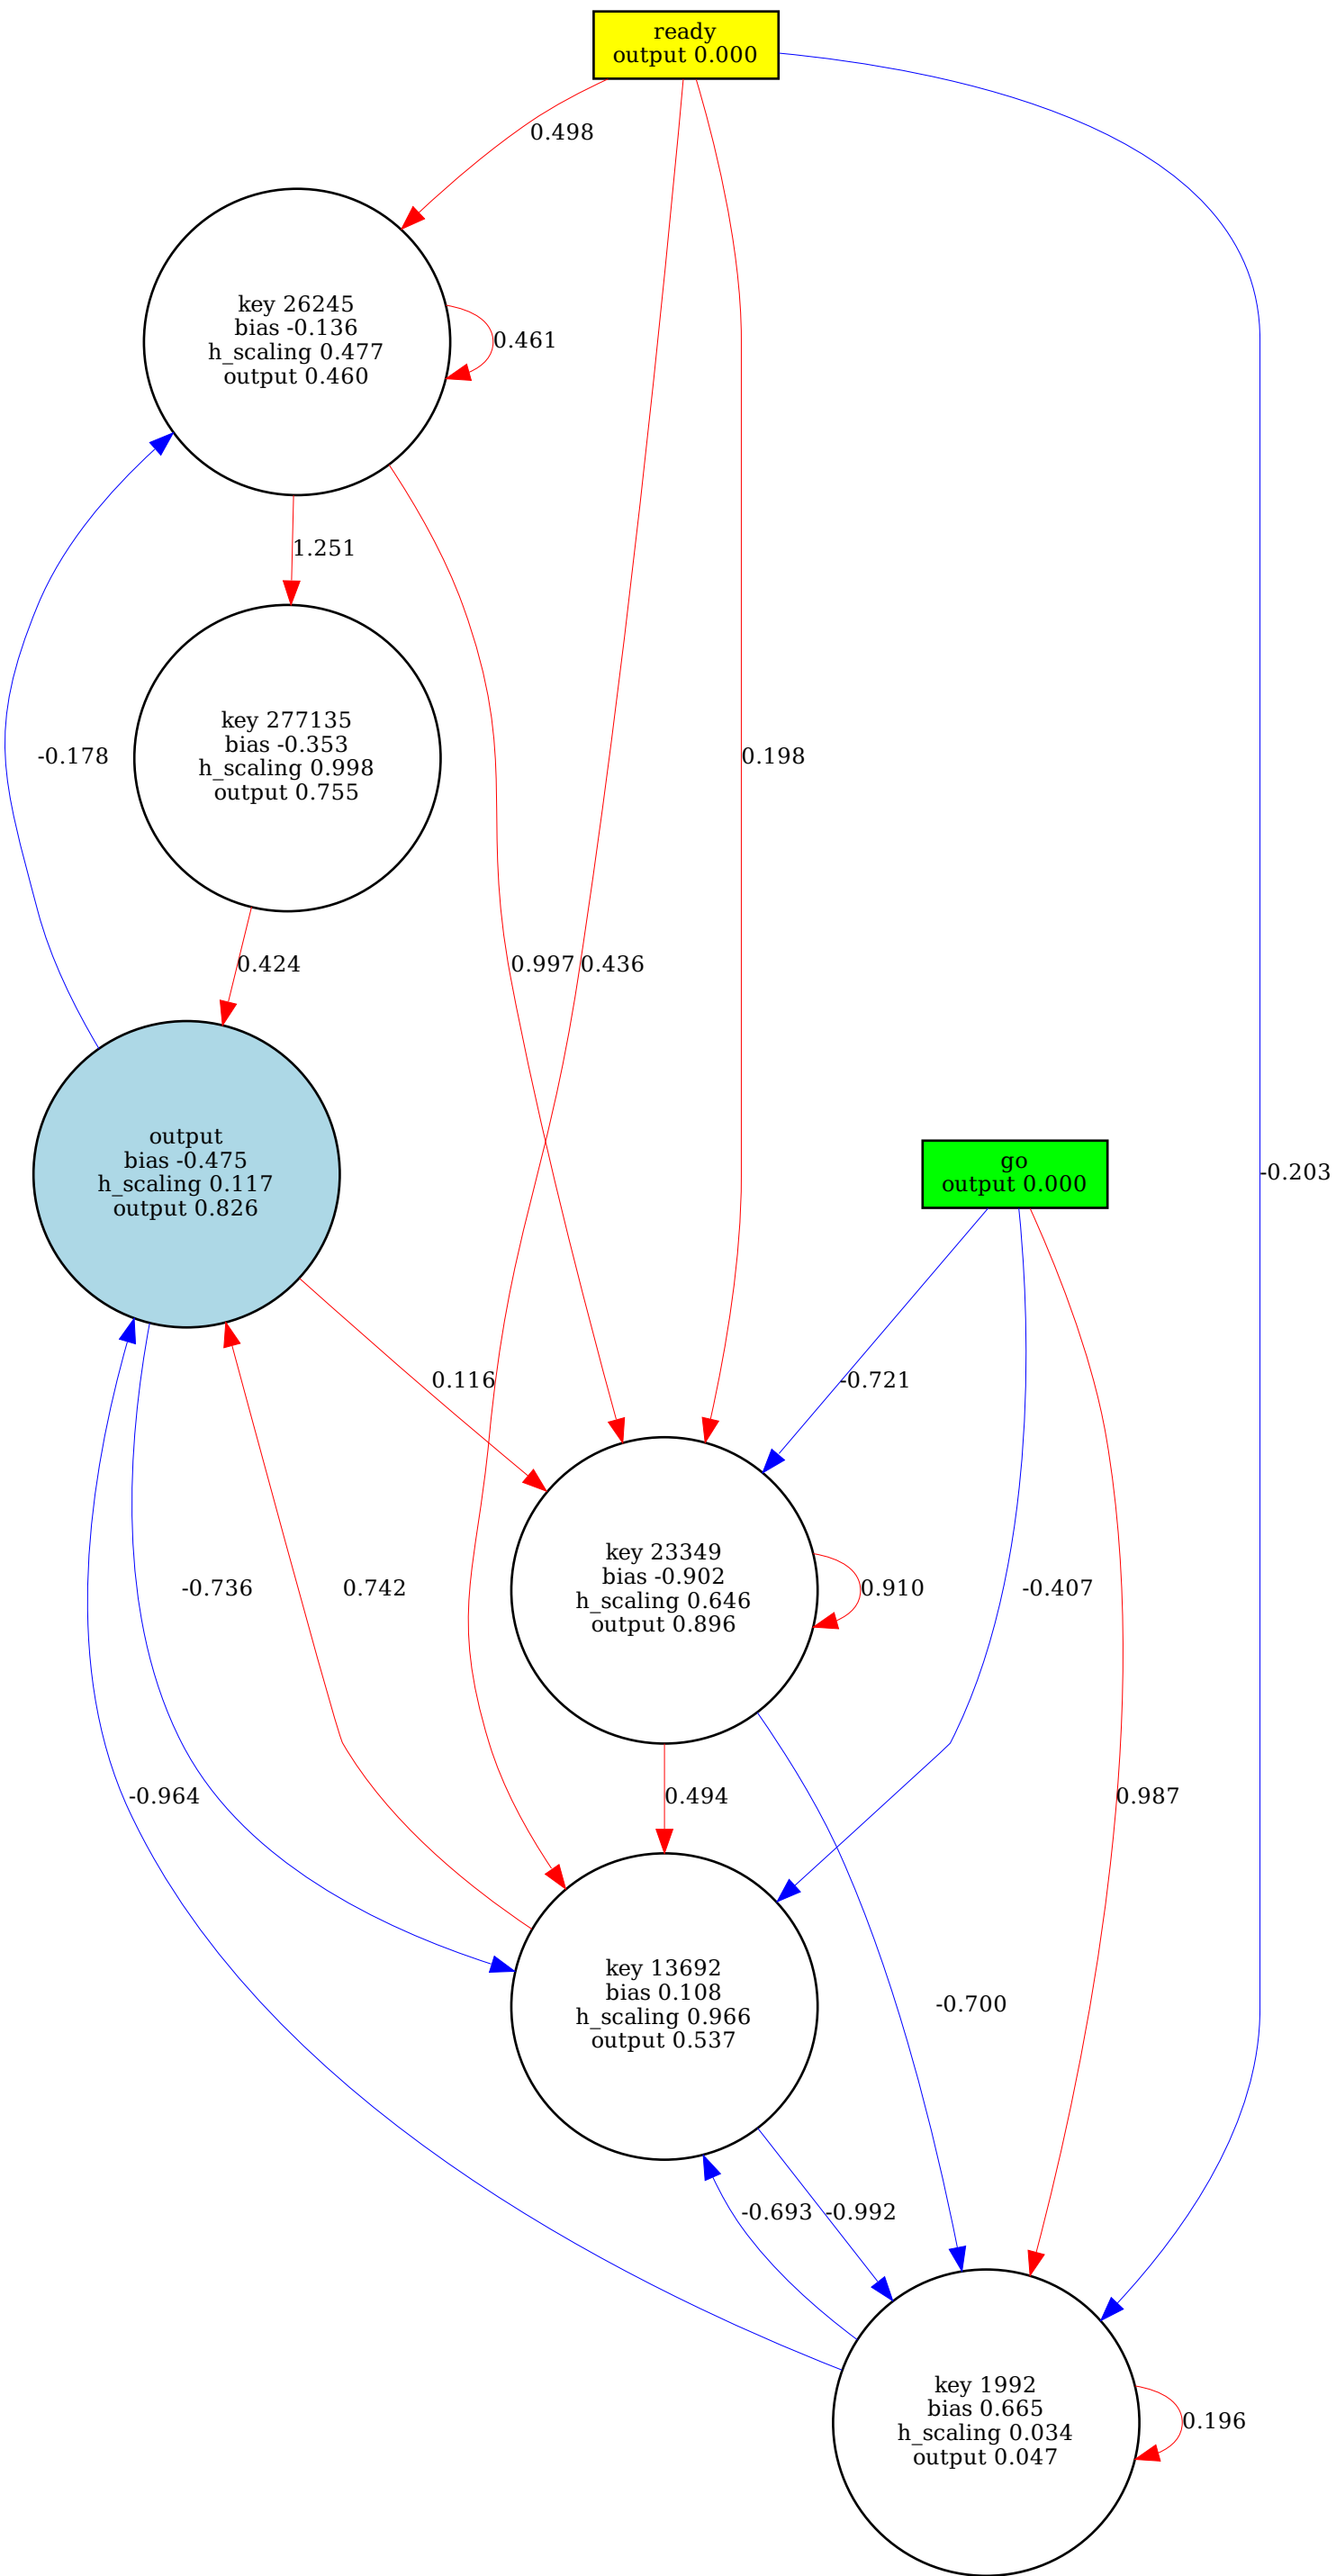 ready
output 0.000
0.498
key 26245
bias -0.136
h_scaling 0.477
output 0.460
0.461
1.251
key 277135
bias -0.353
h_scaling 0.998
output 0.755
-0.178
0.198
0.424
0.997
0.436
output
bias -0.475
h_scaling 0.117
output 0.826
go
output 0.000
-0.203
0.116
-0.721
key 23349
bias -0.902
h_scaling 0.646
output 0.896
-0.736
0.742
0.910
-0.407
-0.964
0.494
0.987
key 13692
bias 0.108
h_scaling 0.966
output 0.537
-0.700
-0.693
-0.992
key 1992
bias 0.665
h_scaling 0.034
output 0.047
0.196